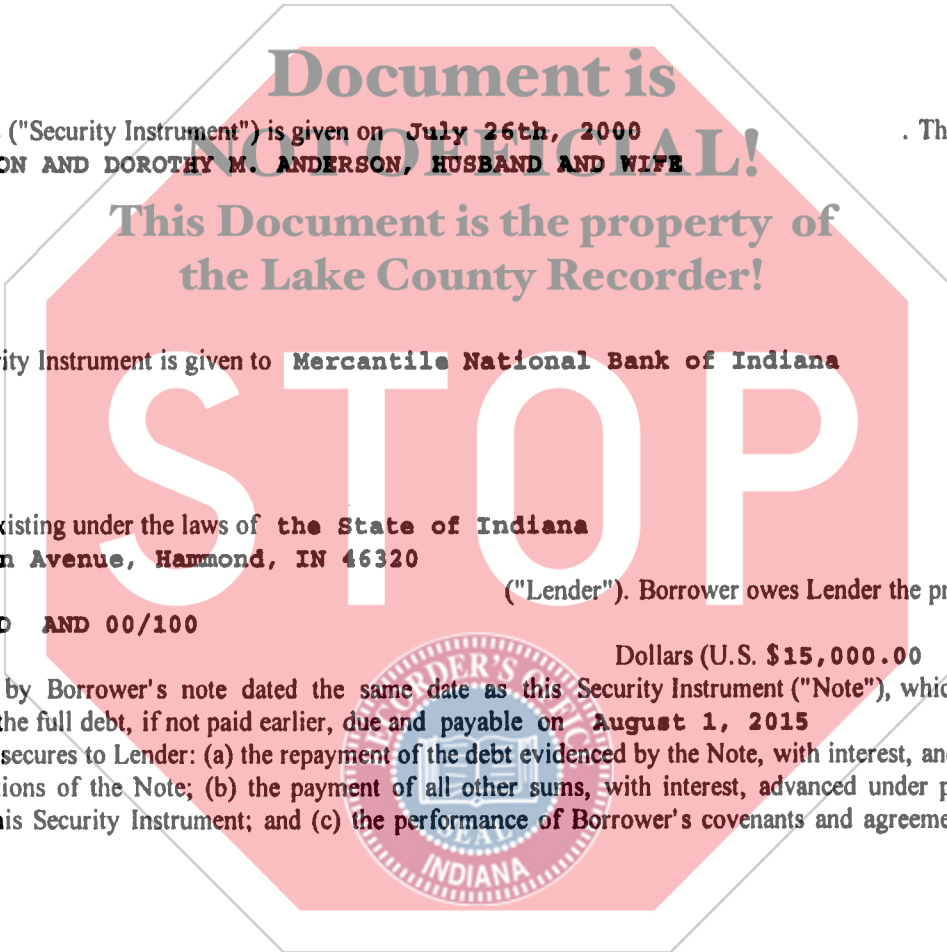 Document is
("Security Instrument") is given on July 26th, 2000 . Th
NOT OFFICIAL!
ON AND DOROTHY M. ANDERSON, HUSBAND AND WIFE
This Document is the property of
the Lake County Recorder!
ity Instrument is given to Mercantile National Bank of Indiana
STOP
isting under the laws of the State of Indiana
n Avenue, Hammond, IN 46320
("Lender"). Borrower owes Lender the pr
D AND 00/100
Dollars (U.S. $15,000.00
by Borrower's note dated the same date as this Security Instrument ("Note"), whic
the full debt, if not paid earlier, due and payable on August 1, 2015
secures to Lender: (a) the repayment of the debt evidenced by the Note, with interest, an
tions of the Note; (b) the payment of all other sums, with interest, advanced under p
is Security Instrument; and (c) the performance of Borrower's covenants and agreeme
RECORDER'S OFFICE
SEAL
INDIANA